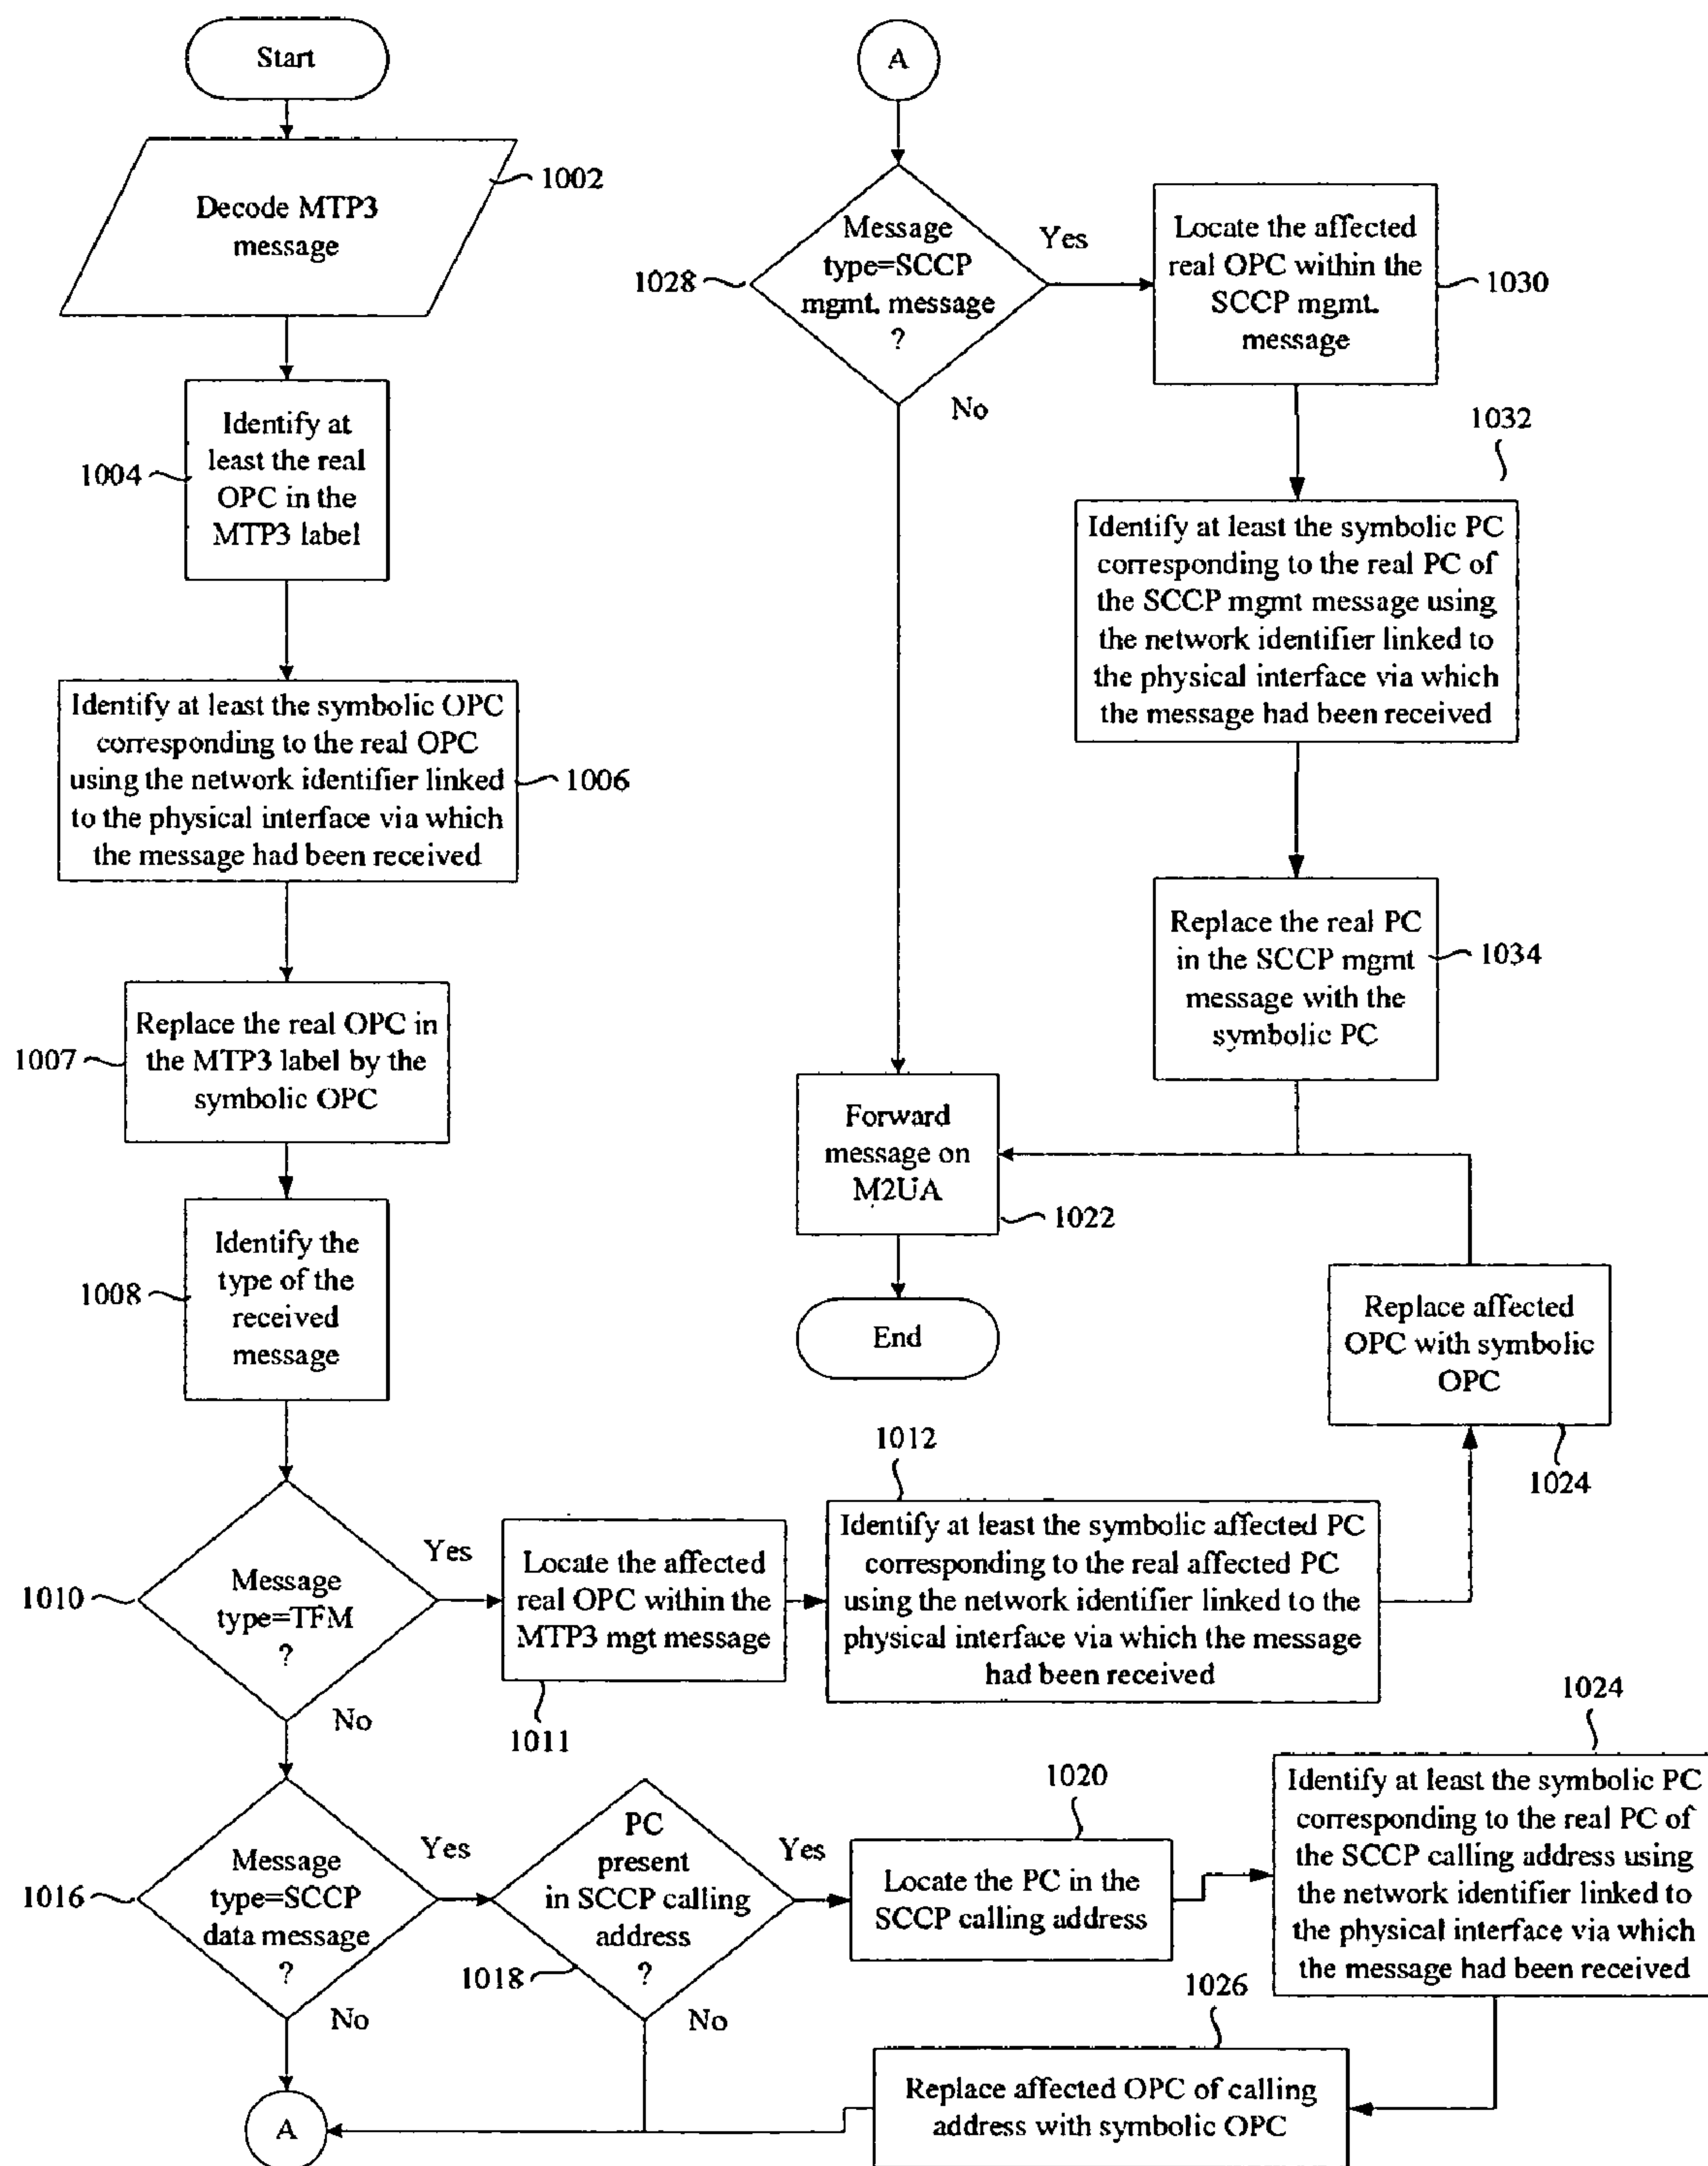 Start
Decode MTP3
message
1002
Identify at
least the real
OPC in the
MTP3 label
1004
Identify at least the symbolic OPC
corresponding to the real OPC
using the network identifier linked
to the physical interface via which
the message had been received
1006
Replace the real OPC in
the MTP3 label by the
symbolic OPC
1007
Identify the
type of the
received
message
1008
Message
type=TFM
?
1010
Yes
No
Locate the affected
real OPC within the
MTP3 mgt message
1011
1012
Identify at least the symbolic affected PC
corresponding to the real affected PC
using the network identifier linked to the
physical interface via which the message
had been received
Replace affected
OPC with symbolic
OPC
1024
Message
type=SCCP
data message
?
1016
Yes
No
PC
present
in SCCP calling
address
?
1018
Yes
No
1020
Locate the PC in the
SCCP calling address
1024
Identify at least the symbolic PC
corresponding to the real PC of
the SCCP calling address using
the network identifier linked to
the physical interface via which
the message had been received
1026
Replace affected OPC of calling
address with symbolic OPC
A
A
Message
type=SCCP
mgmt. message
?
1028
Yes
No
Locate the affected
real OPC within the
SCCP mgmt.
message
1030
1032
Identify at least the symbolic PC
corresponding to the real PC of
the SCCP mgmt message using
the network identifier linked to
the physical interface via which
the message had been received
Replace the real PC
in the SCCP mgmt
message with the
symbolic PC
1034
Forward
message on
M2UA
1022
End